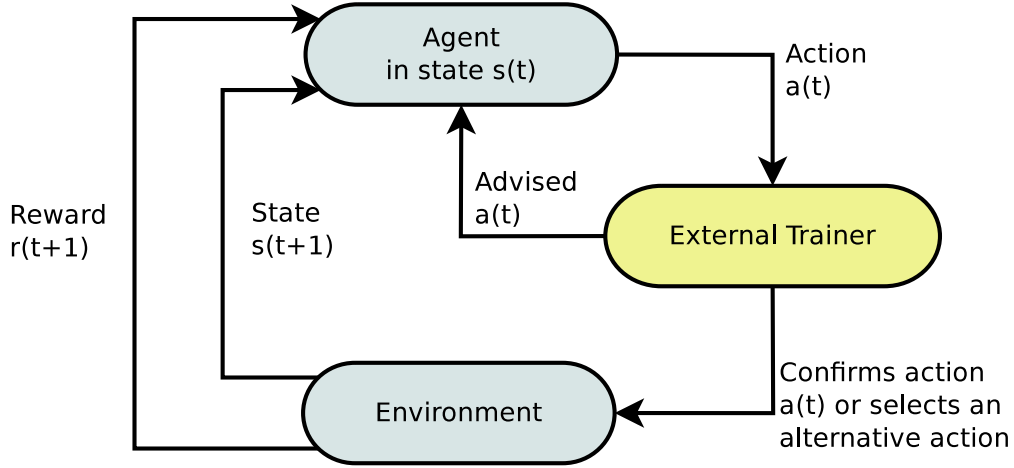 Agent
in state s(t)
Action
a(t)
Advised
a(t)
External Trainer
Reward
r(t+1)
State
s(t+1)
Confirms action
a(t) or selects an
alternative action
Environment